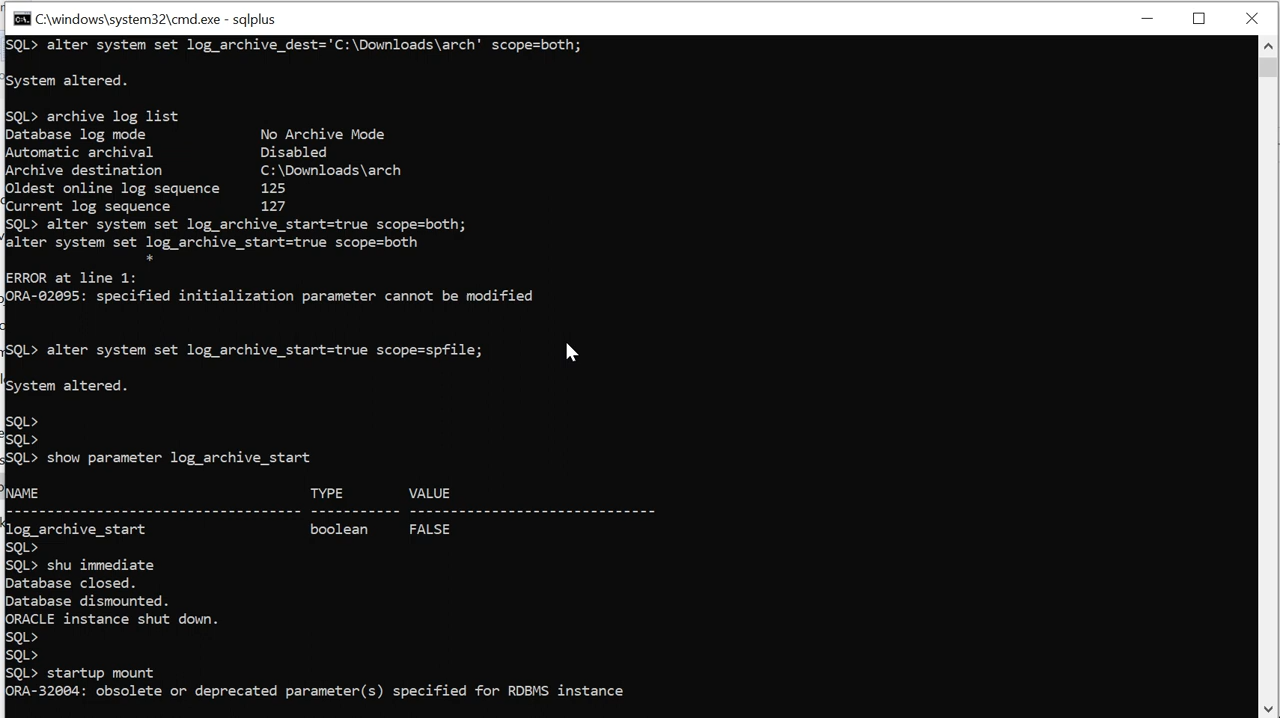 C:\windows\system32\cmd.exe - sqlplus
SQL> alter system set log_archive_dest='C:\Downloads\arch' scope=both;
System altered.
SQL> archive log list
Database log mode              No Archive Mode
Automatic archival             Disabled
Archive destination            C:\Downloads\arch
Oldest online log sequence     125
Current log sequence           127
SQL> alter system set log_archive_start=true scope=both;
alter system set log_archive_start=true scope=both
                 *
ERROR at line 1:
ORA-02095: specified initialization parameter cannot be modified
SQL> alter system set log_archive_start=true scope=spfile;
System altered.
SQL>
SQL>
SQL> show parameter log_archive_start
NAME                                 TYPE        VALUE
------------------------------------ ----------- ------------------------------
log_archive_start                    boolean     FALSE
SQL>
SQL> shu immediate
Database closed.
Database dismounted.
ORACLE instance shut down.
SQL>
SQL>
SQL> startup mount
ORA-32004: obsolete or deprecated parameter(s) specified for RDBMS instance